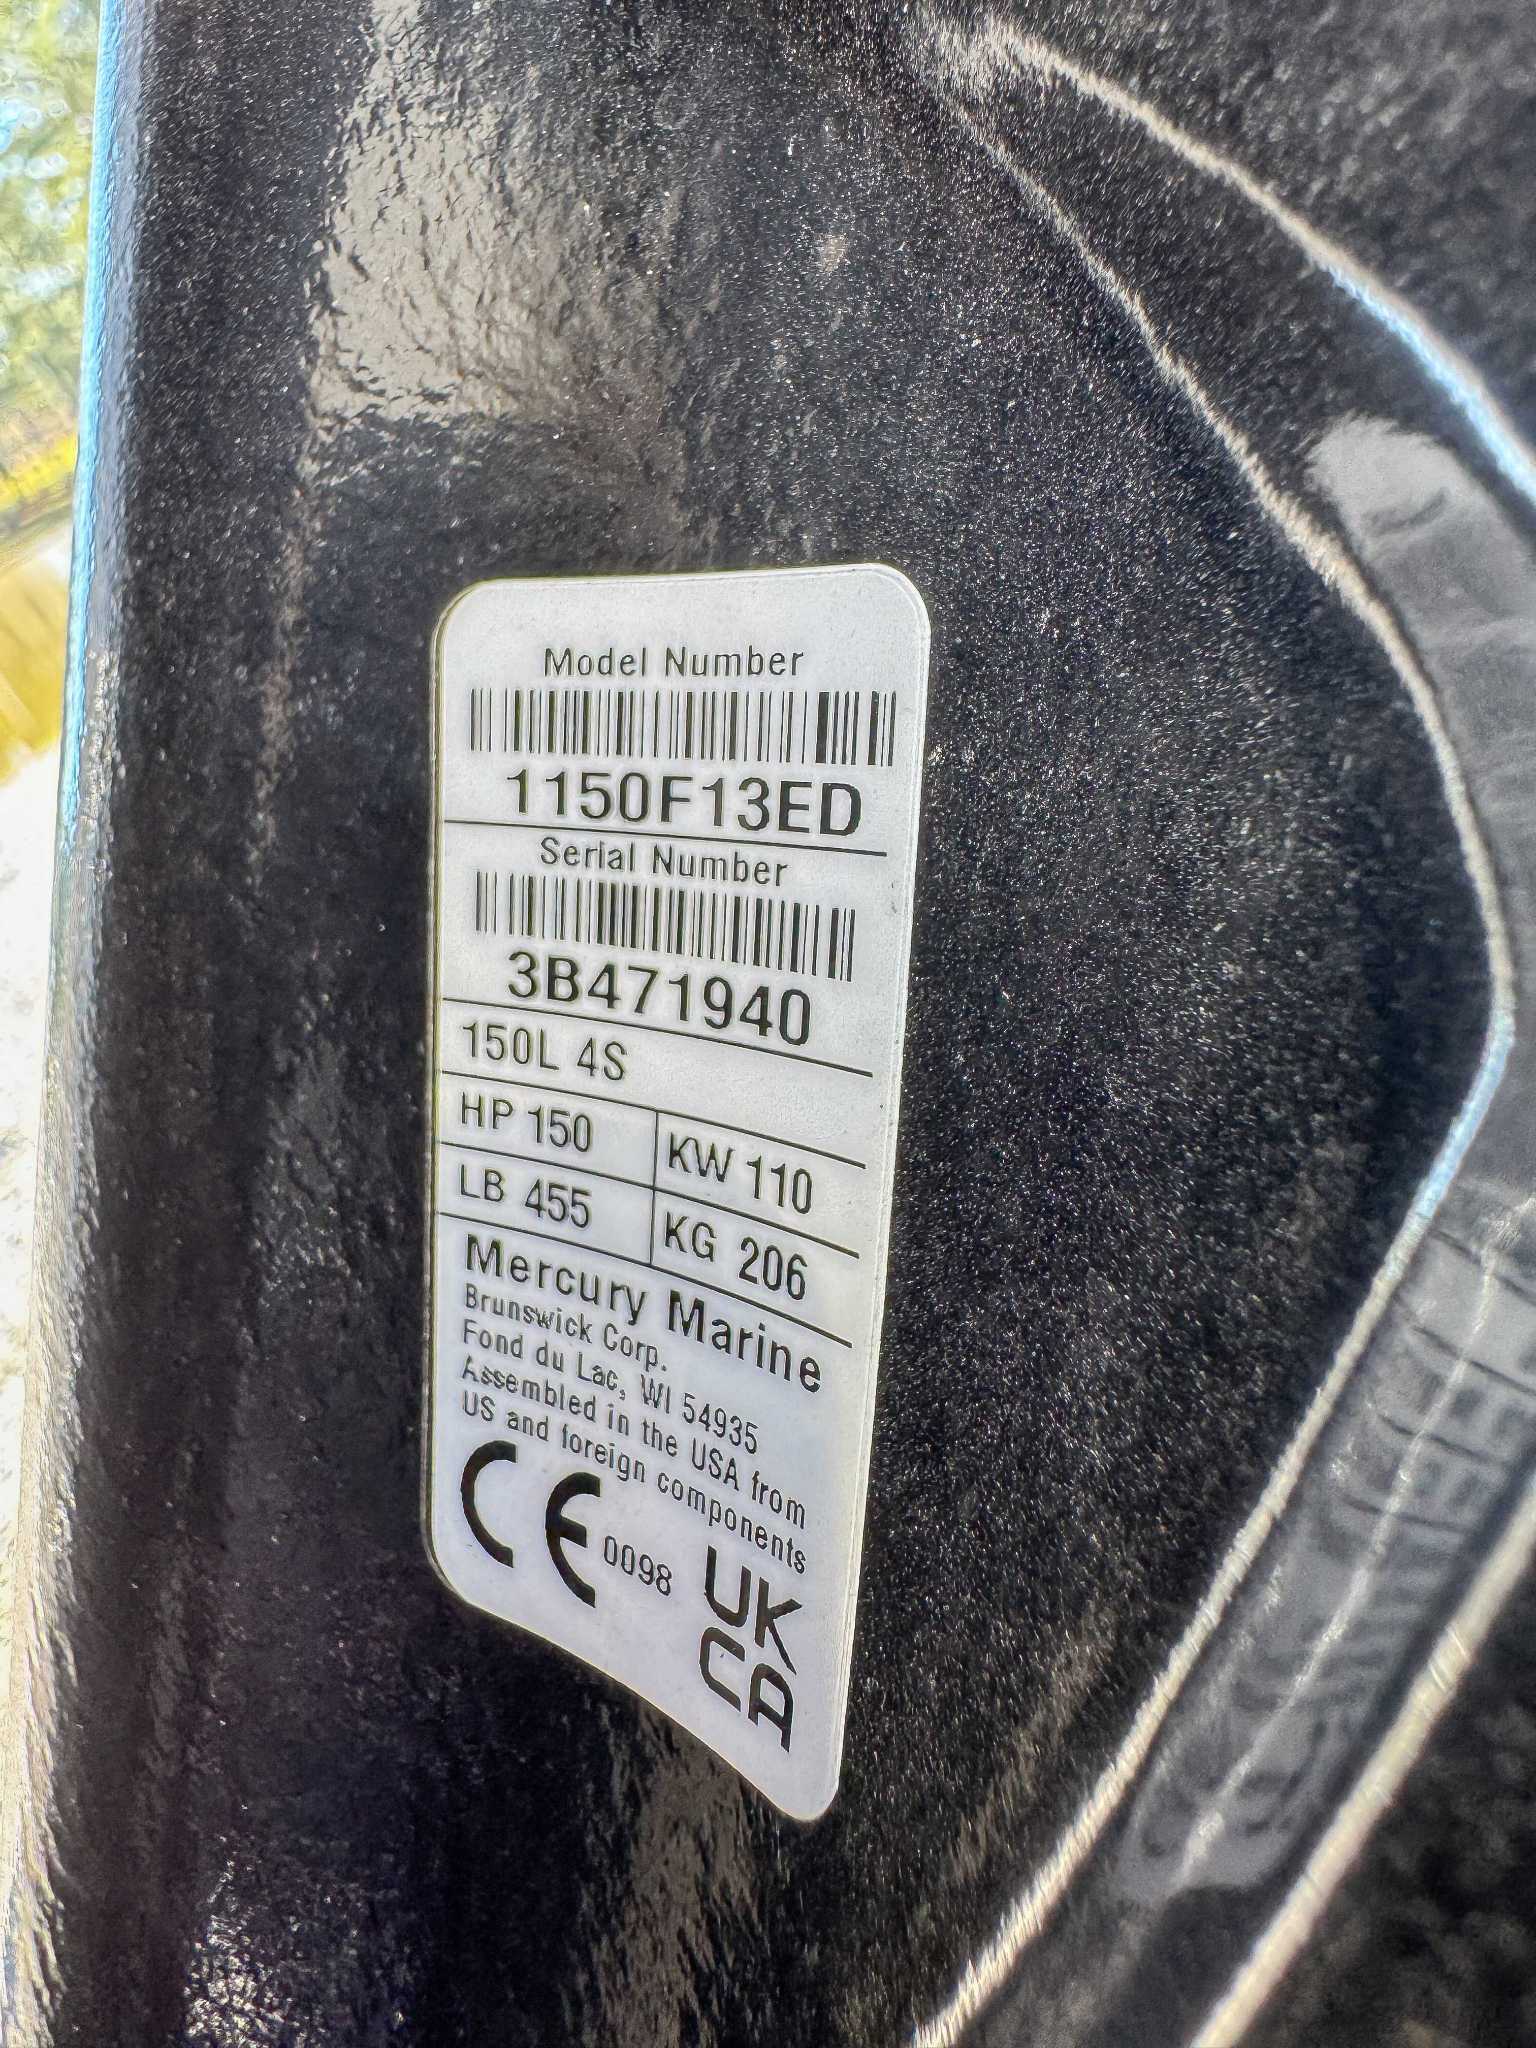 Model Number
1150F13ED
Serial Number
3B471940
150L 4S
HP 150 KW 110
LB 455 KG 206
Mercury Marine
Brunswick Corp.
Fond du Lac, WI 54935
Assembled in the USA from
US and foreign components
CE 0098 UK
CA